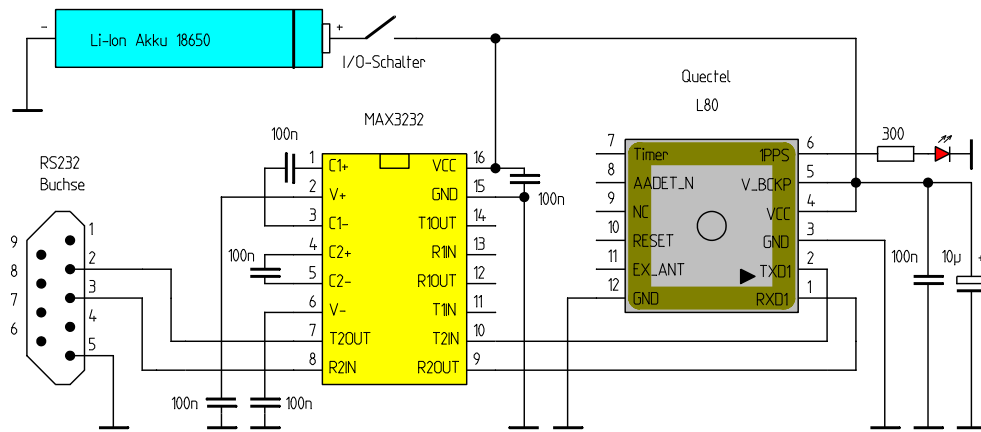 - Li-Ion Akku 18650 +
I/O-Schalter
Quectel
L80
MAX3232
RS232
Buchse
100n
1 C1+ VCC 16
2 V+ GND 15
3 C1- T1OUT 14
4 C2+ R1IN 13
5 C2- R1OUT 12
6 V- T1IN 11
7 T2OUT T2IN 10
8 R2IN R2OUT 9
100n
100n
100n
100n
9
8
7
6
1
2
3
4
5
7 Timer 1PPS 6
8 AADET_N V_BCKP 5
9 NC VCC 4
10 RESET GND 3
11 EX_ANT TXD1 2
12 GND RXD1 1
300
100n
10µ
+